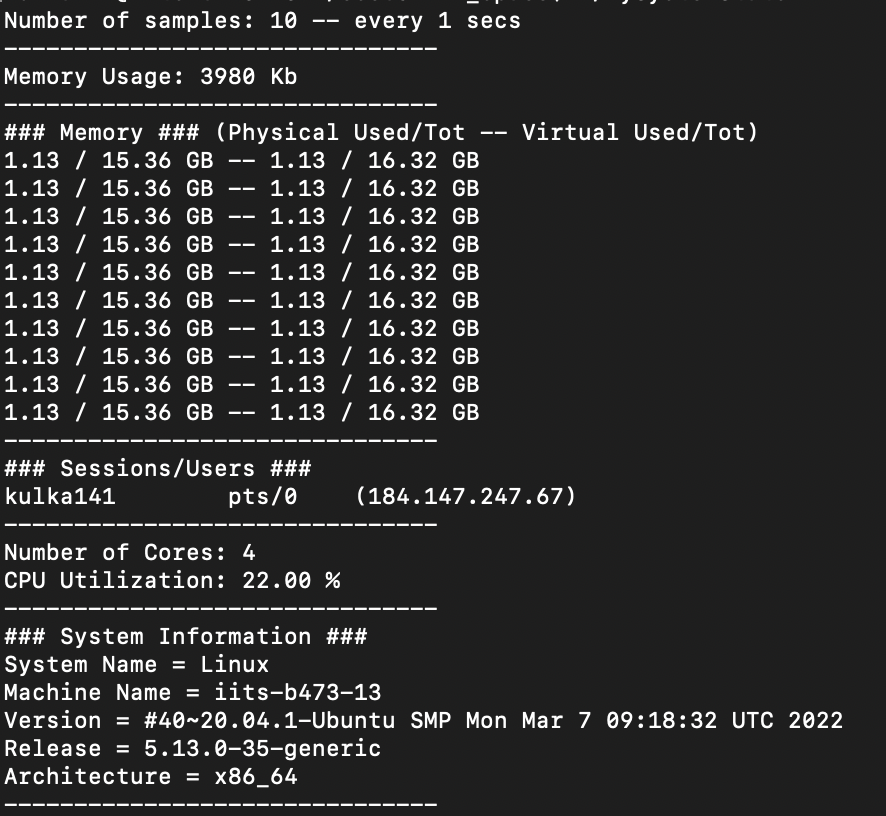 Number of samples: 10 -- every 1 secs
-------------------------------
Memory Usage: 3980 Kb
-------------------------------
### Memory ### (Physical Used/Tot -- Virtual Used/Tot)
1.13 / 15.36 GB -- 1.13 / 16.32 GB
1.13 / 15.36 GB -- 1.13 / 16.32 GB
1.13 / 15.36 GB -- 1.13 / 16.32 GB
1.13 / 15.36 GB -- 1.13 / 16.32 GB
1.13 / 15.36 GB -- 1.13 / 16.32 GB
1.13 / 15.36 GB -- 1.13 / 16.32 GB
1.13 / 15.36 GB -- 1.13 / 16.32 GB
1.13 / 15.36 GB -- 1.13 / 16.32 GB
1.13 / 15.36 GB -- 1.13 / 16.32 GB
1.13 / 15.36 GB -- 1.13 / 16.32 GB
-------------------------------
### Sessions/Users ###
kulka141        pts/0    (184.147.247.67)
-------------------------------
Number of Cores: 4
CPU Utilization: 22.00 %
-------------------------------
### System Information ###
System Name = Linux
Machine Name = iits-b473-13
Version = #40~20.04.1-Ubuntu SMP Mon Mar 7 09:18:32 UTC 2022
Release = 5.13.0-35-generic
Architecture = x86_64
-------------------------------